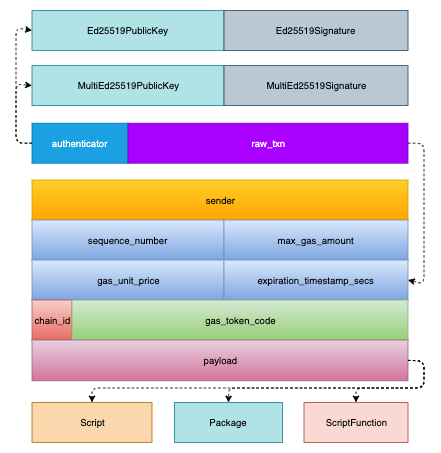 Ed25519PublicKey Ed25519Signature
MultiEd25519PublicKey MultiEd25519Signature
authenticator raw_txn
sender
sequence_number max_gas_amount
gas_unit_price expiration_timestamp_secs
chain_id gas_token_code
payload
Script Package ScriptFunction